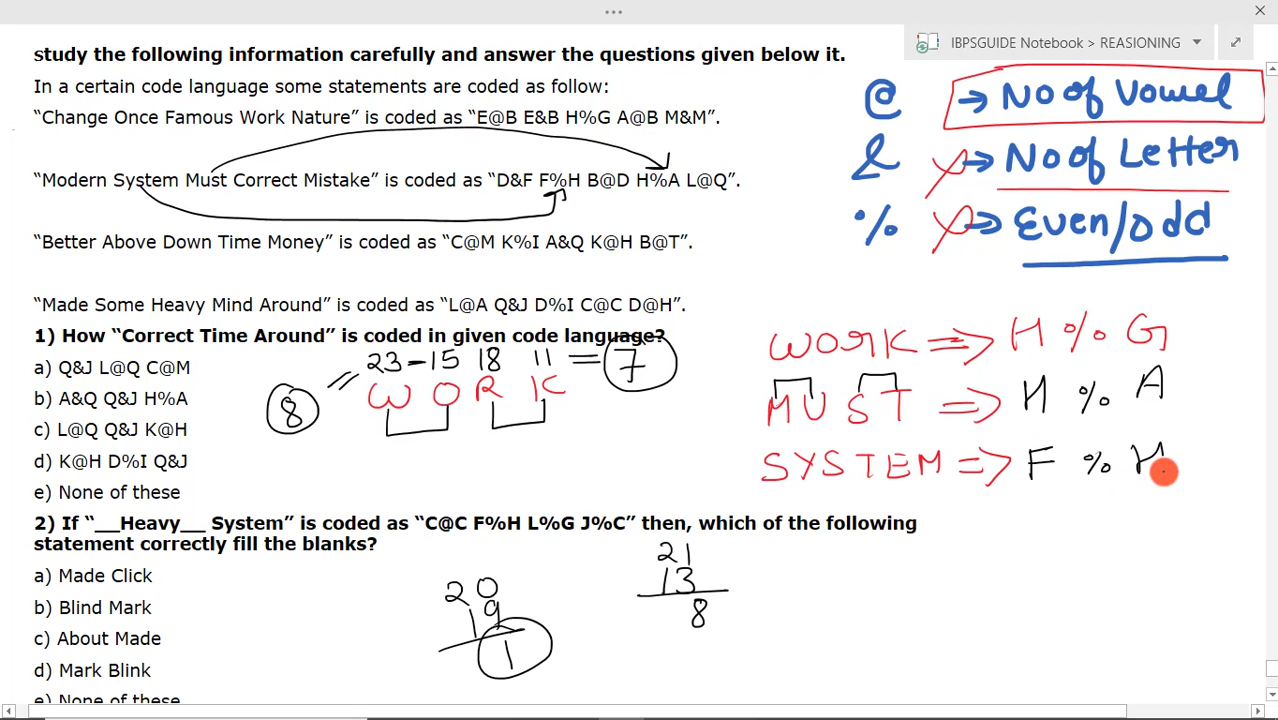 IBPSGUIDE Notebook > REASIONING
study the following information carefully and answer the questions given below it.
In a certain code language some statements are coded as follow:
“Change Once Famous Work Nature” is coded as “E@B E&B H%G A@B M&M”.
“Modern System Must Correct Mistake” is coded as “D&F F%H B@D H%A L@Q”.
“Better Above Down Time Money” is coded as “C@M K%I A&Q K@H B@T”.
“Made Some Heavy Mind Around” is coded as “L@A Q&J D%I C@C D@H”.
1) How “Correct Time Around” is coded in given code language?
a) Q&J L@Q C@M
b) A&Q Q&J H%A
c) L@Q Q&J K@H
d) K@H D%I Q&J
e) None of these
2) If “__Heavy__ System” is coded as “C@C F%H L%G J%C” then, which of the following
statement correctly fill the blanks?
a) Made Click
b) Blind Mark
c) About Made
d) Mark Blink
e) None of these
@ → No of Vowel
& → No of Letter
% → Even/Odd
23 - 15 18 11 = 7
8 = W O R K
WORK => H % G
MUST => H % A
SYSTEM => F % H
20
19
1
21
13
8